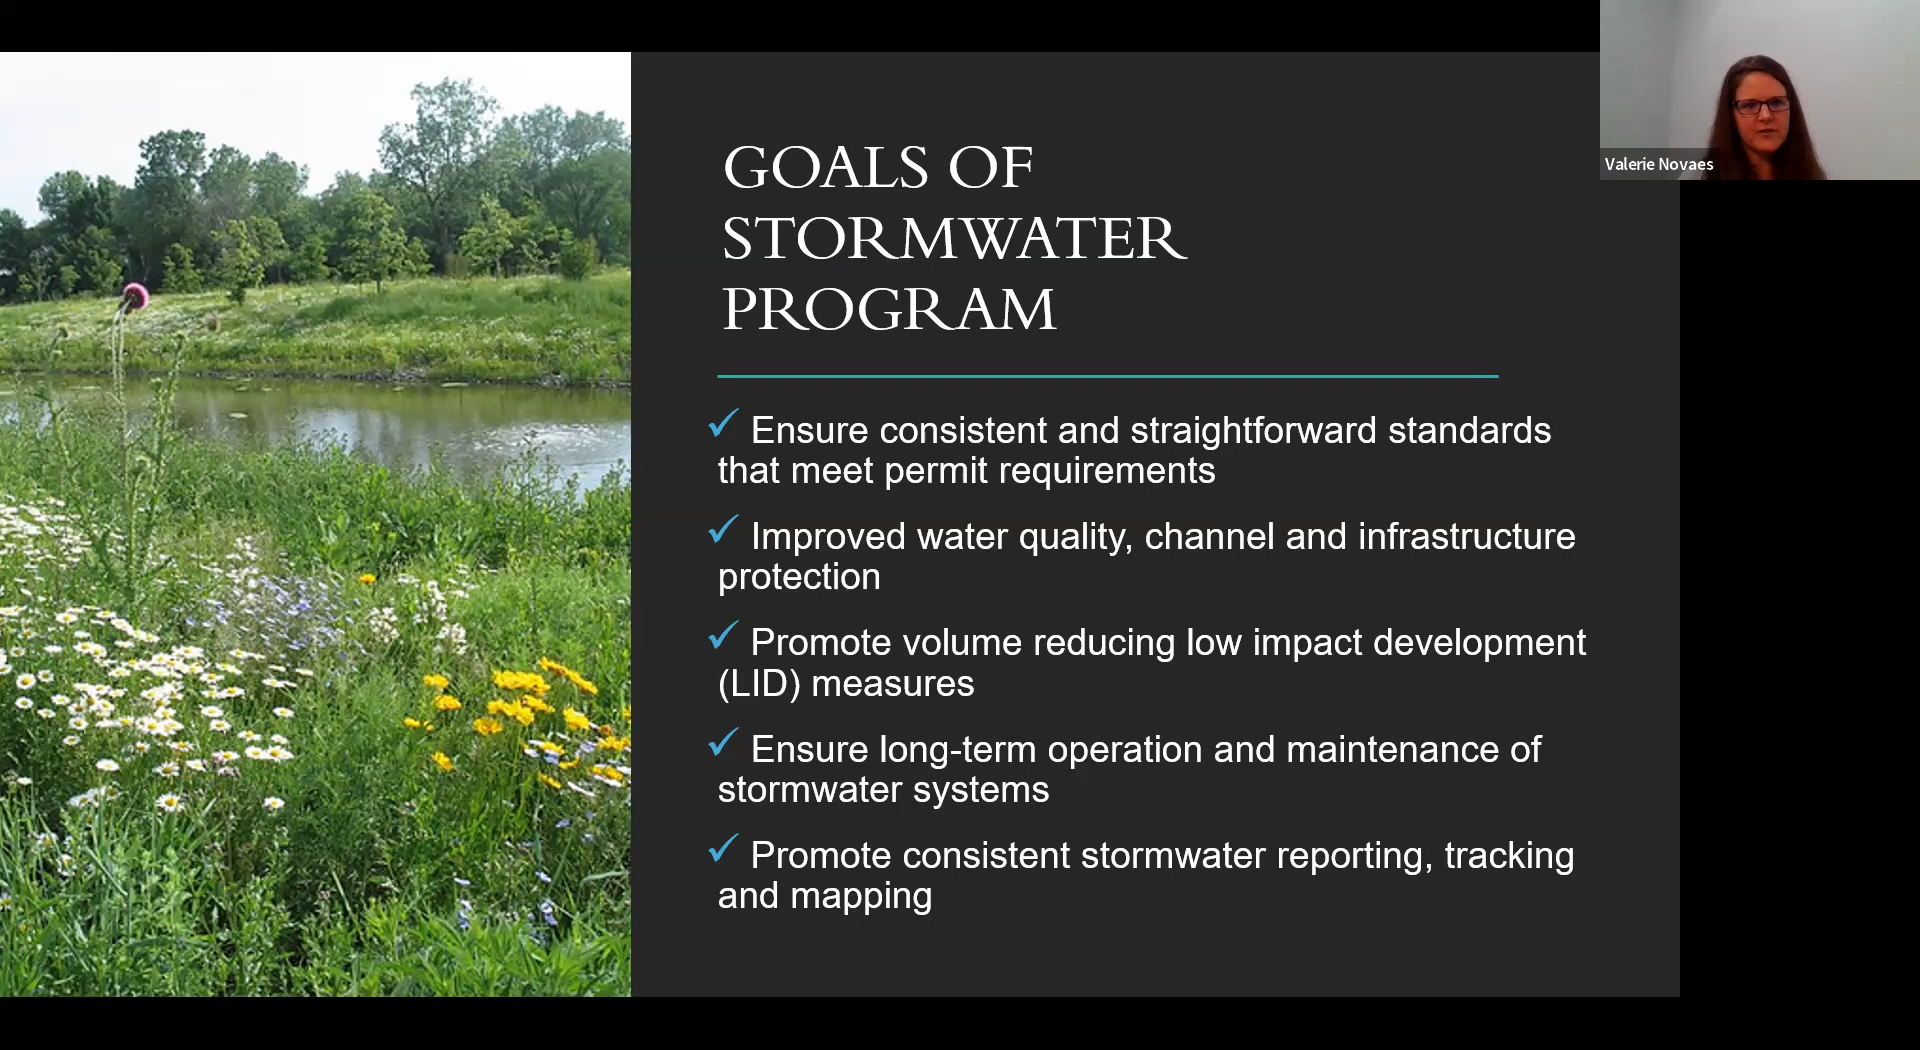 GOALS OF
STORMWATER
PROGRAM
✓ Ensure consistent and straightforward standards
that meet permit requirements
✓ Improved water quality, channel and infrastructure
protection
✓ Promote volume reducing low impact development
(LID) measures
✓ Ensure long-term operation and maintenance of
stormwater systems
✓ Promote consistent stormwater reporting, tracking
and mapping
Valerie Novaes